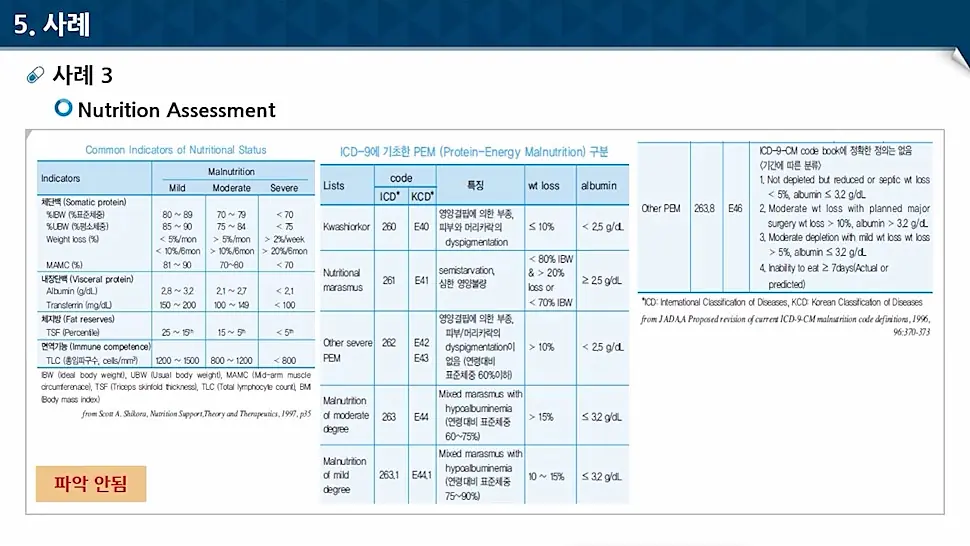 5. 사례
사례 3
Nutrition Assessment
Common Indicators of Nutritional Status
Indicators
Malnutrition
Mild Moderate Severe
체단백 (Somatic protein)
%IBW (%표준체중) 80 ~ 89 70 ~ 79 < 70
%UBW (%평소체중) 85 ~ 90 75 ~ 84 < 75
Weight loss (%) < 5%/mon > 5%/mon > 2%/week
< 10%/6mon > 10%/6mon > 20%/6mon
MAMC (%) 81 ~ 90 70~80 < 70
내장단백 (Visceral protein)
Albumin (g/dL) 2.8 ~ 3.2 2.1 ~ 2.7 < 2.1
Transferrin (mg/dL) 150 ~ 200 100 ~ 149 < 100
체지방 (Fat reserves)
TSF (Percentile) 25 ~ 15th 15 ~ 5th < 5th
면역기능 (Immune competence)
TLC (총임파구수, cells/mm²) 1200 ~ 1500 800 ~ 1200 < 800
IBW (Ideal body weight), UBW (Usual body weight), MAMC (Mid-arm muscle
circumferenace), TSF (Triceps skinfold thickness), TLC (Total lymphocyte count), BMI
(Body mass index)
from Scott A. Shikora, Nutrition Support,Theory and Therapeutics, 1997, p35
파악 안됨
ICD-9에 기초한 PEM (Protein-Energy Malnutrition) 구분
Lists code 특징 wt loss albumin
ICD* KCD*
Kwashiorkor 260 E40 영양결핍에 의한 부종, 피부와 머리카락의 dyspigmentation ≤ 10% < 2.5 g/dL
Nutritional marasmus 261 E41 semistarvation, 심한 영양불량 < 80% IBW & > 20% loss or < 70% IBW ≥ 2.5 g/dL
Other severe PEM 262 E42 E43 영양결핍에 의한 부종, 피부/머리카락의 dyspigmentation이 없음 (연령대비 표준체중 60%이하) > 10% < 2.5 g/dL
Malnutrition of moderate degree 263 E44 Mixed marasmus with hypoalbuminemia (연령대비 표준체중 60~75%) > 15% ≤ 3.2 g/dL
Malnutrition of mild degree 263.1 E44.1 Mixed marasmus with hypoalbuminemia (연령대비 표준체중 75~90%) 10 ~ 15% ≤ 3.2 g/dL
Other PEM 263.8 E46
ICD-9-CM code book에 정확한 정의는 없음
(기간에 따른 분류)
1. Not depleted but reduced or septic wt loss
< 5%, albumin ≤ 3.2 g/dL
2. Moderate wt loss with planned major
surgery wt loss > 10%, albumin > 3.2 g/dL
3. Moderate depletion with mild wt loss wt loss
> 5%, albumin ≤ 3.2 g/dL
4. Inability to eat ≥ 7days(Actual or
predicted)
*ICD: International Classification of Diseases, KCD: Korean Classification of Diseases
from JADA,A Proposed revision of current ICD-9-CM malnutrition code definitions, 1996,
96:370-373